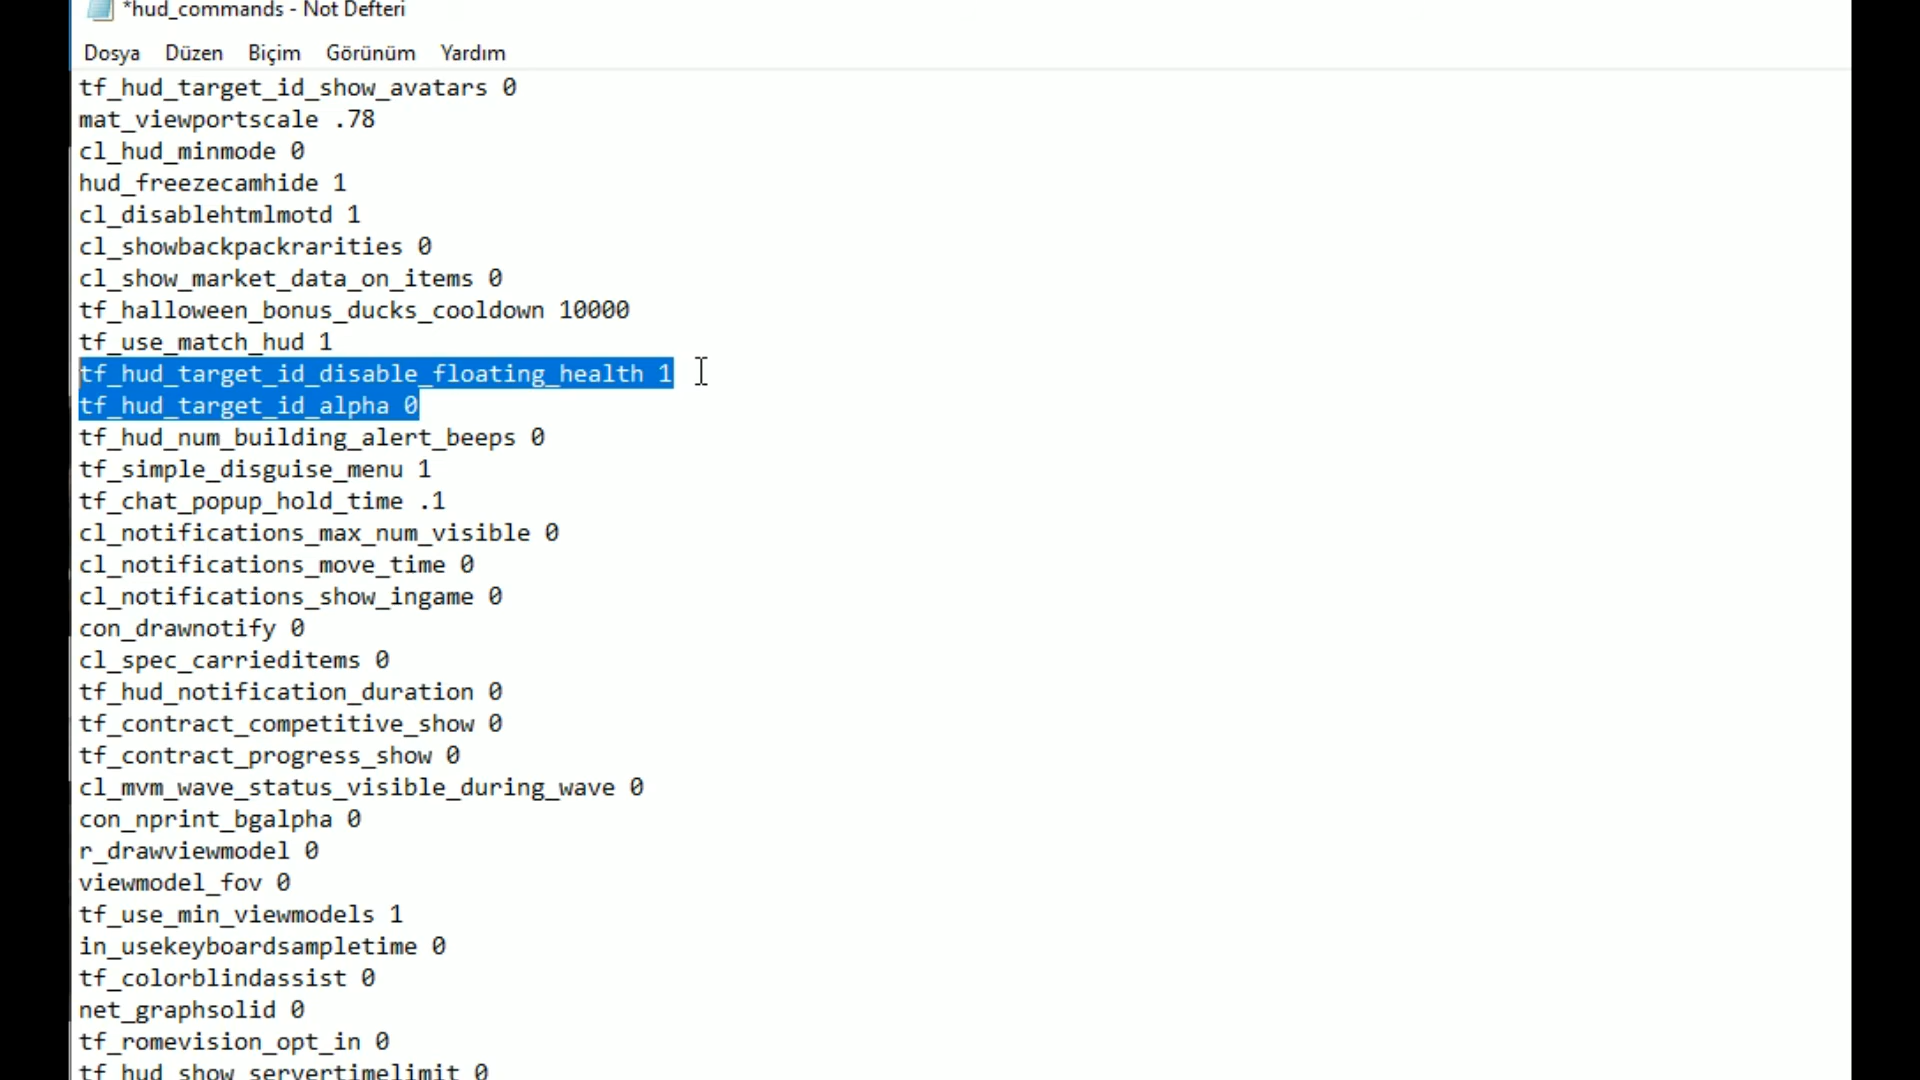 *hud_commands - Not Defteri
Dosya Düzen Biçim Görünüm Yardım
tf_hud_target_id_show_avatars 0
mat_viewportscale .78
cl_hud_minmode 0
hud_freezecamhide 1
cl_disablehtmlmotd 1
cl_showbackpackrarities 0
cl_show_market_data_on_items 0
tf_halloween_bonus_ducks_cooldown 10000
tf_use_match_hud 1
tf_hud_target_id_disable_floating_health 1
tf_hud_target_id_alpha 0
tf_hud_num_building_alert_beeps 0
tf_simple_disguise_menu 1
tf_chat_popup_hold_time .1
cl_notifications_max_num_visible 0
cl_notifications_move_time 0
cl_notifications_show_ingame 0
con_drawnotify 0
cl_spec_carrieditems 0
tf_hud_notification_duration 0
tf_contract_competitive_show 0
tf_contract_progress_show 0
cl_mvm_wave_status_visible_during_wave 0
con_nprint_bgalpha 0
r_drawviewmodel 0
viewmodel_fov 0
tf_use_min_viewmodels 1
in_usekeyboardsampletime 0
tf_colorblindassist 0
net_graphsolid 0
tf_romevision_opt_in 0
tf_hud_show_servertimelimit 0